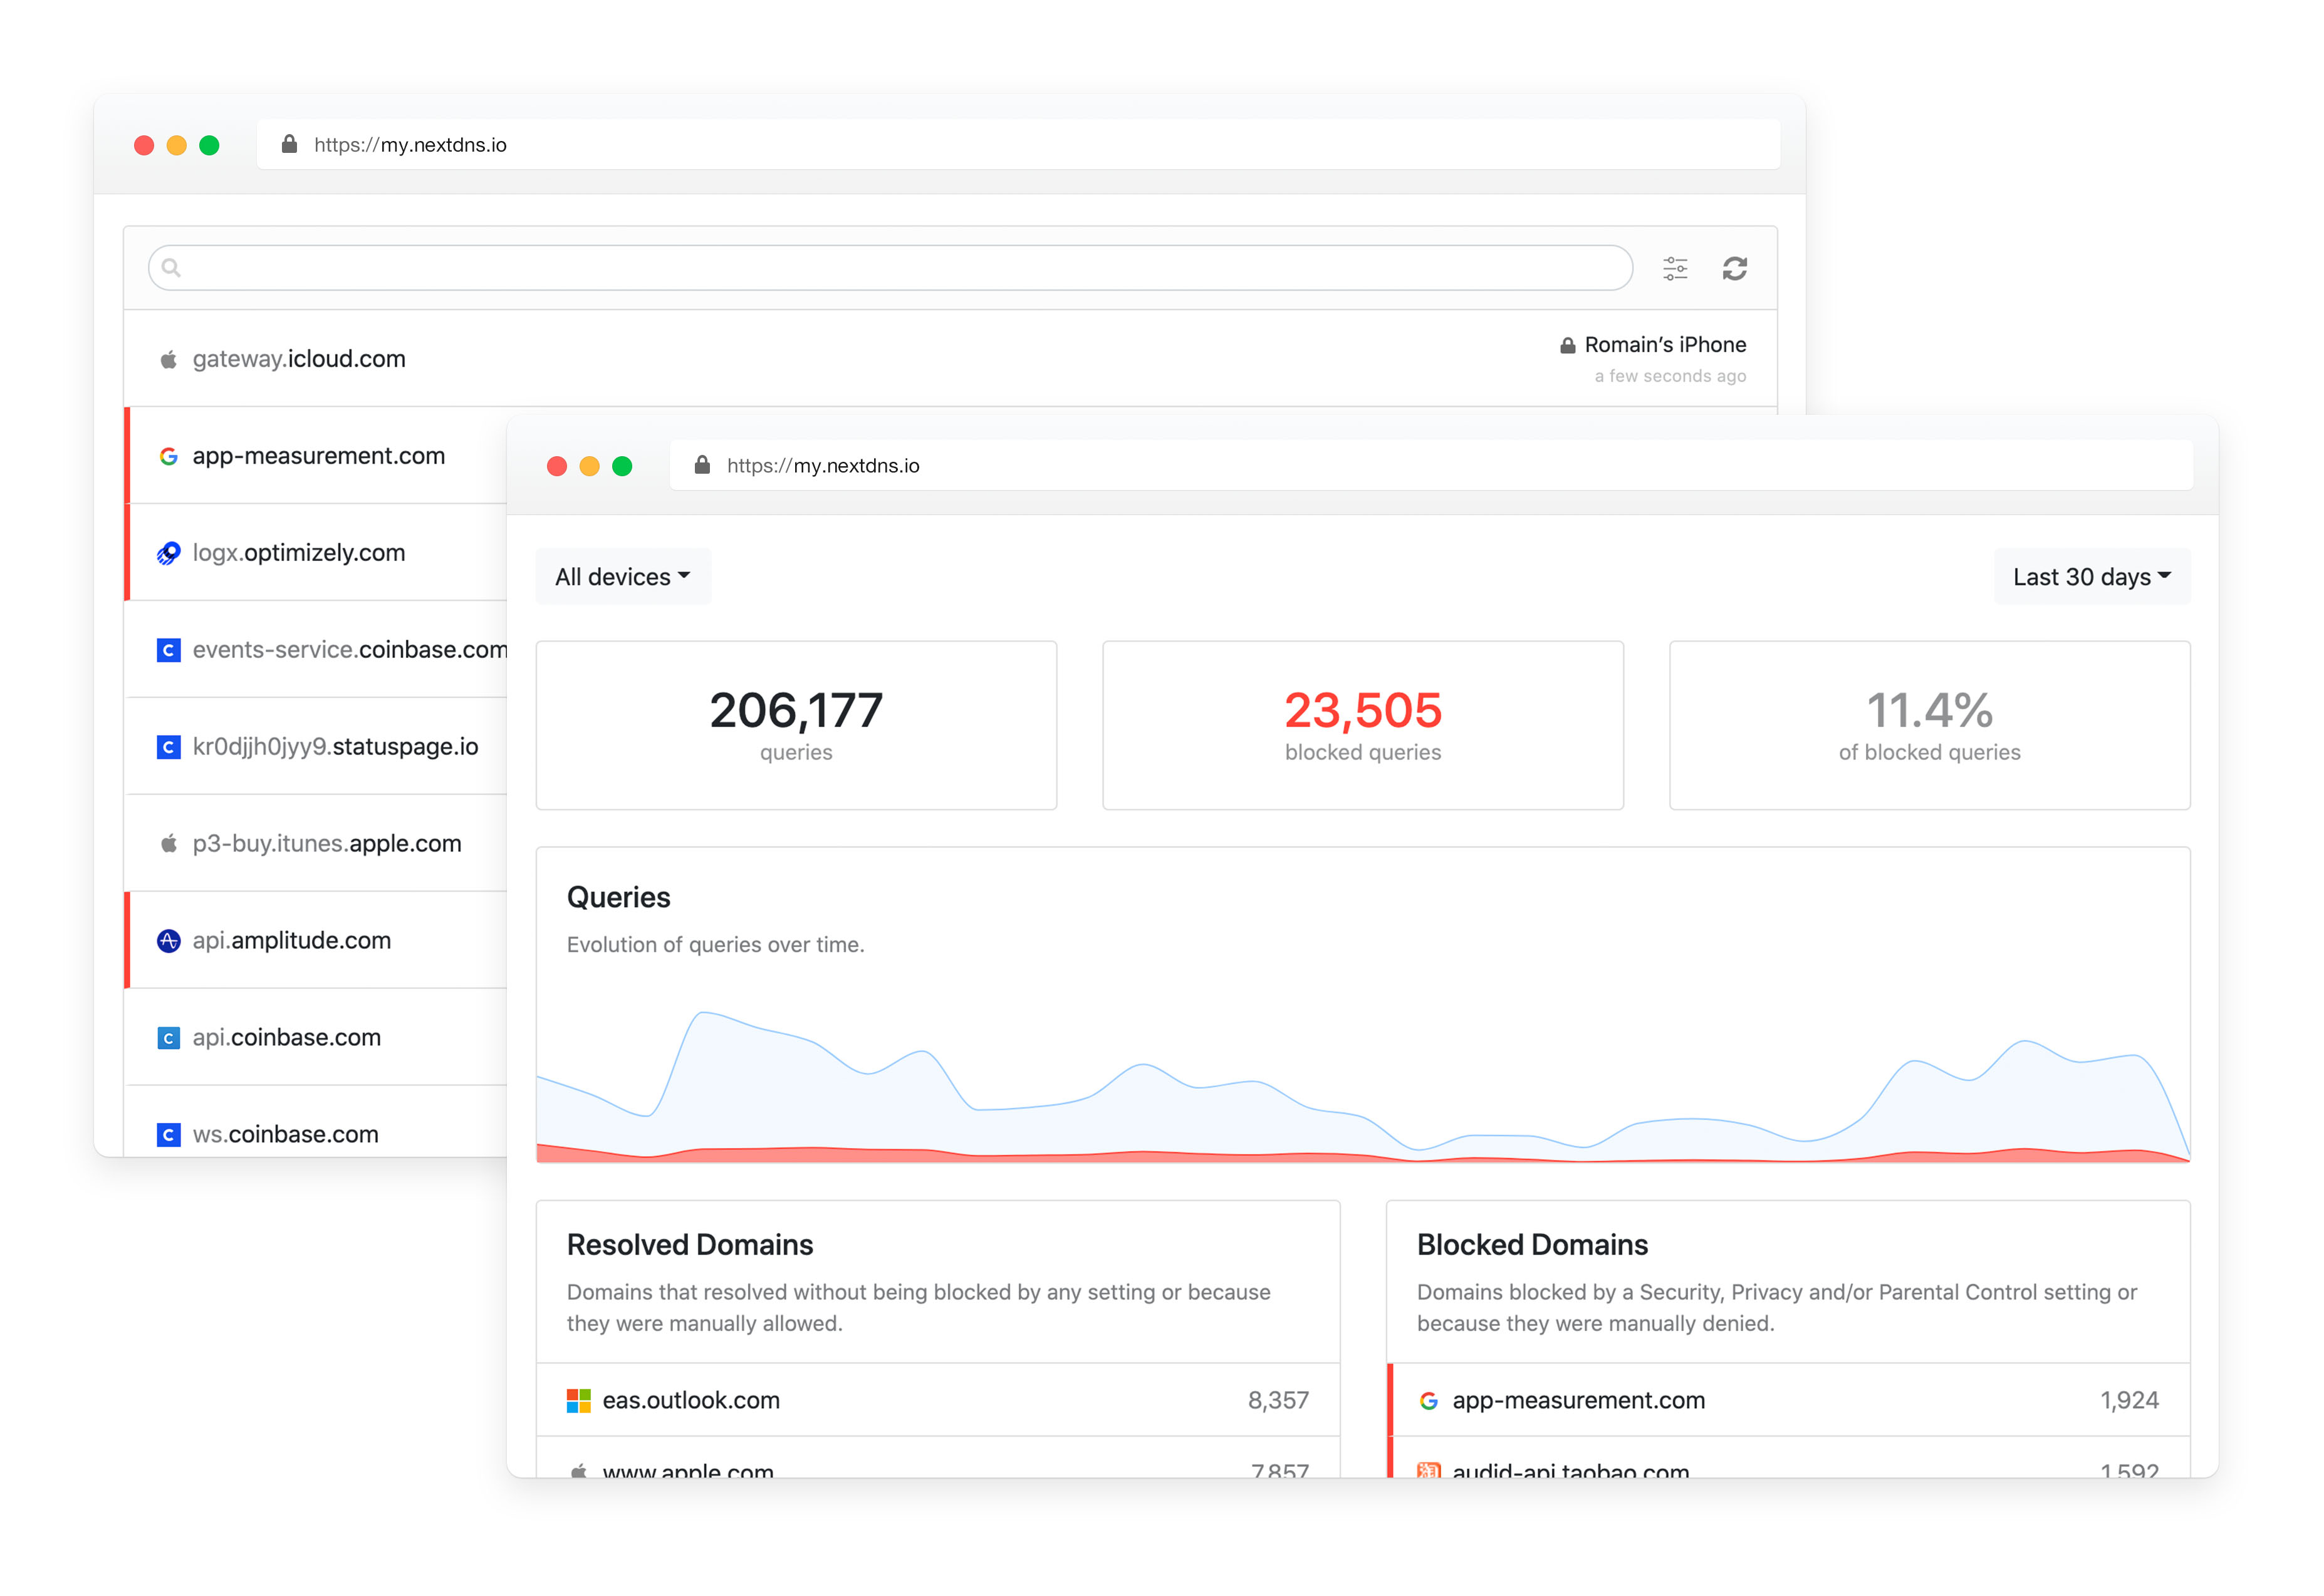 https://my.nextdns.io
gateway.icloud.com
Romain's iPhone
a few seconds ago
app-measurement.com
logx.optimizely.com
events-service.coinbase.com
kr0djjh0jyy9.statuspage.io
p3-buy.itunes.apple.com
api.amplitude.com
api.coinbase.com
ws.coinbase.com
https://my.nextdns.io
All devices
Last 30 days
206,177
queries
23,505
blocked queries
11.4%
of blocked queries
Queries
Evolution of queries over time.
Resolved Domains
Domains that resolved without being blocked by any setting or because
they were manually allowed.
eas.outlook.com 8,357
www.apple.com 7,857
Blocked Domains
Domains blocked by a Security, Privacy and/or Parental Control setting or
because they were manually denied.
app-measurement.com 1,924
audid-api.taobao.com 1,592